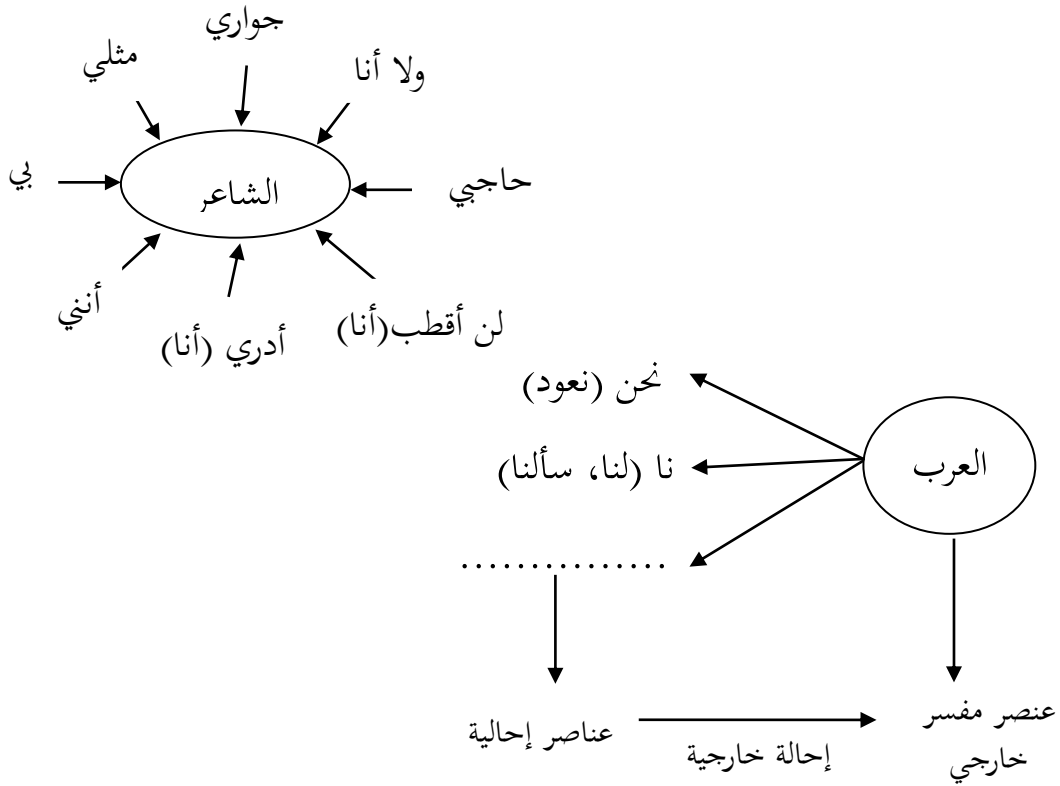 جواري
ولا أنا
مثلي
حاجبي
الشاعر
بي
أنني
أدري (أنا)
لن أقطب(أنا)
نحن (نعود)
العرب
نا (لنا، سألنا)
..............
عنصر مفسر
خارجي
إحالة خارجية
عناصر إحالية